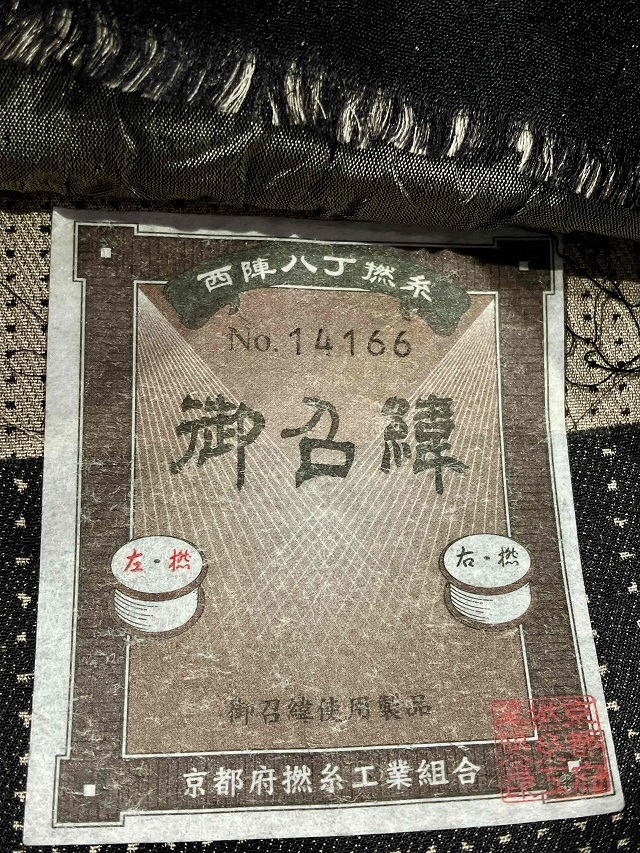 西陣八丁撚糸
No. 14166
御召緯
左・撚
右・撚
御召緯使用製品
京都府撚糸工業組合